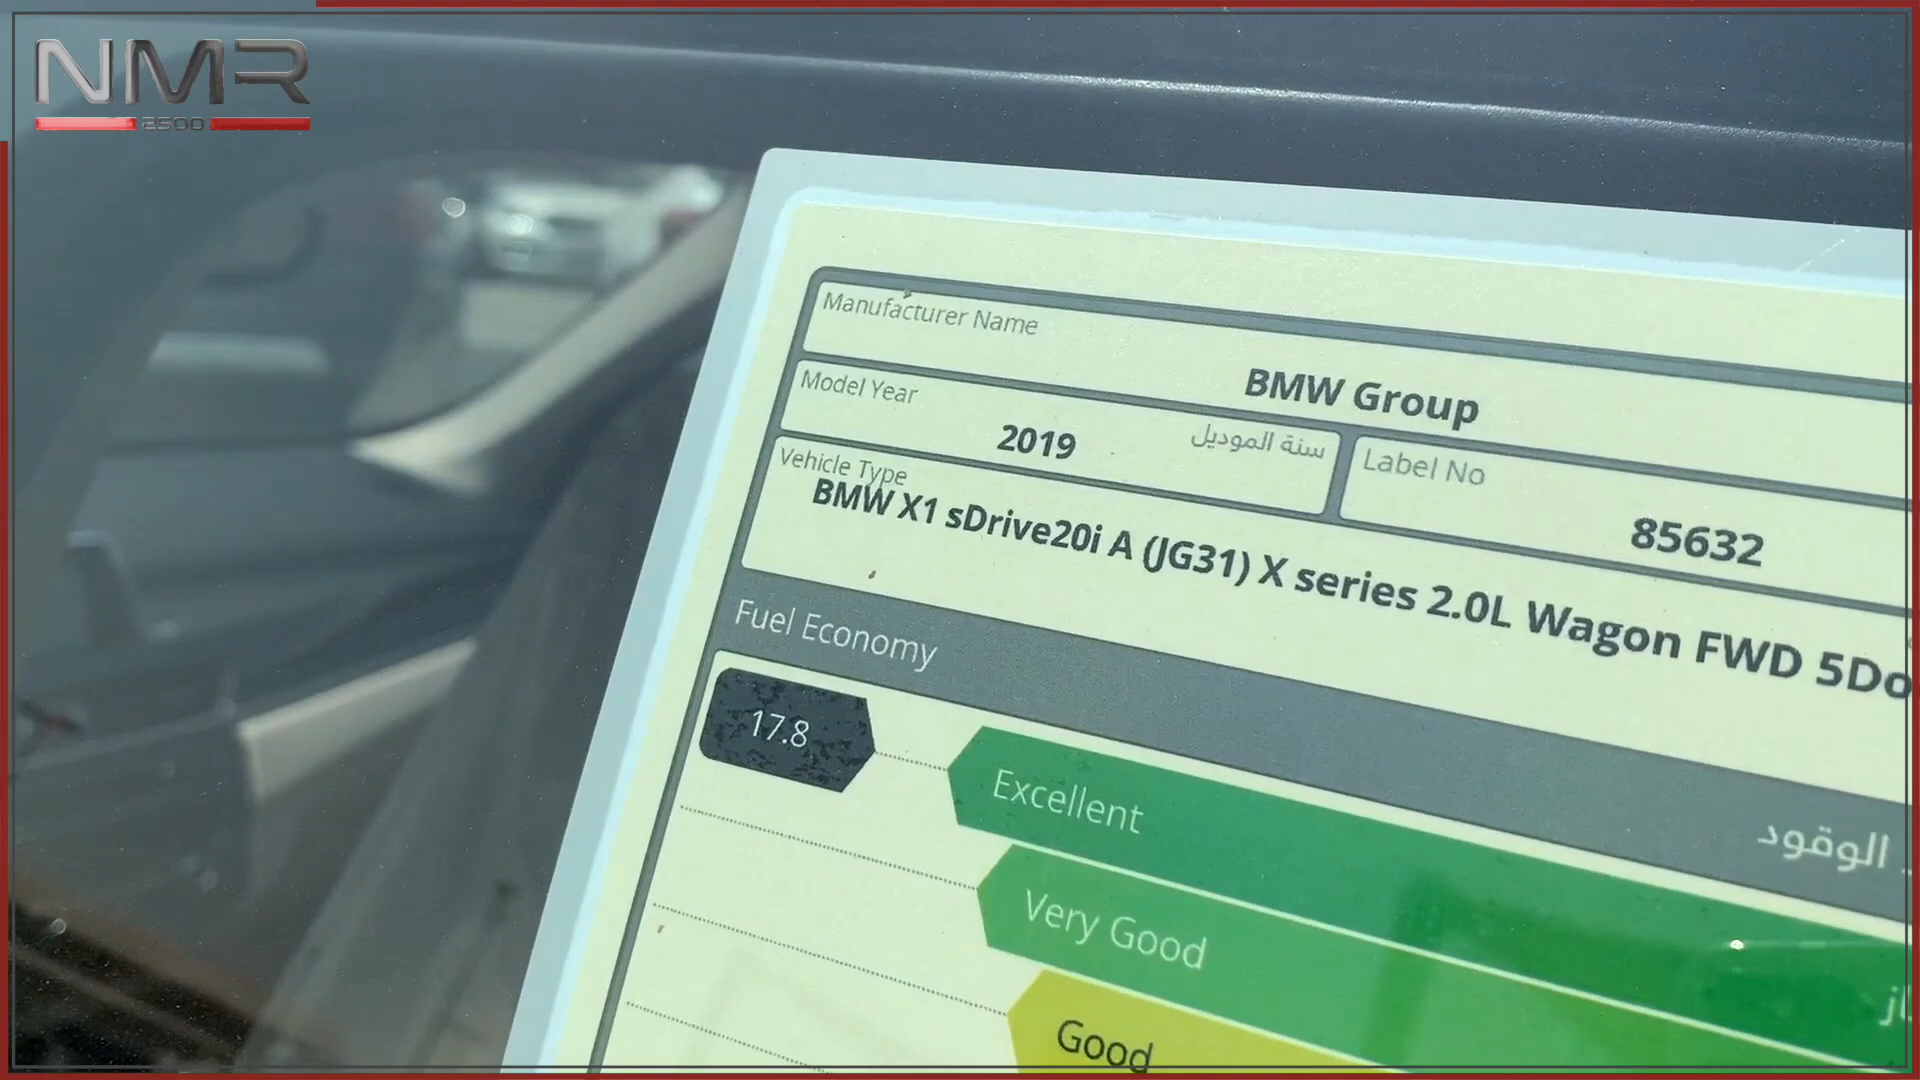 NMR
2500
Manufacturer Name
BMW Group
Model Year
2019
سنة الموديل
Label No
85632
Vehicle Type
BMW X1 sDrive20i A (JG31) X series 2.0L Wagon FWD 5Do
Fuel Economy
الوقود
17.8
Excellent
Very Good
Good